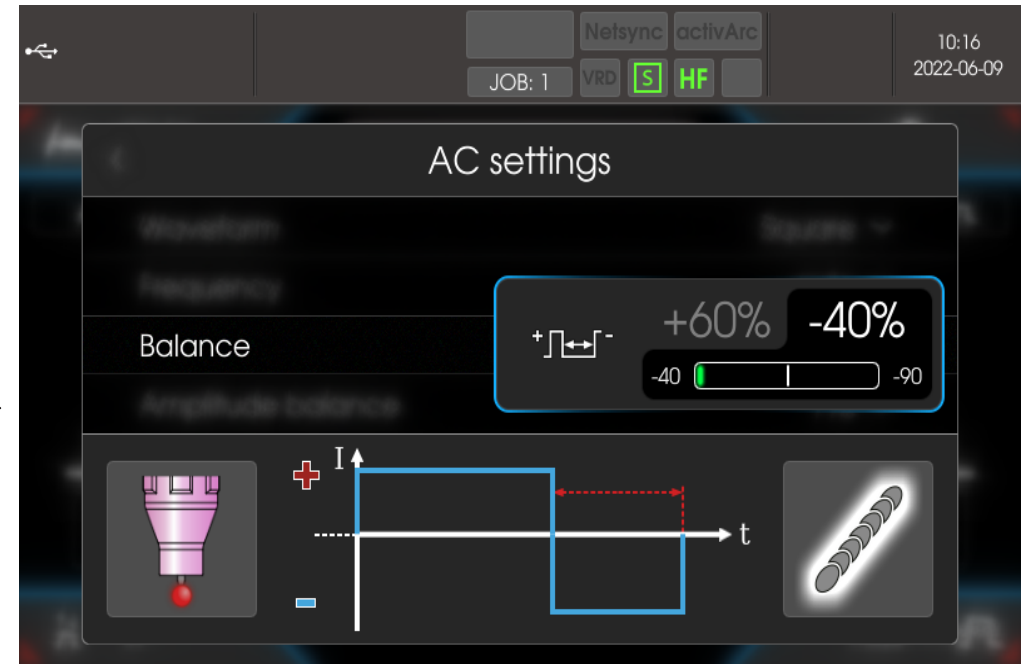 Netsync activArc
10:16
JOB: 1 VRD S HF
2022-06-09
AC settings
Waveform Square
Frequency
Balance
+60% -40%
+ -
-40 -90
Amplitude balance
+ I
t
-